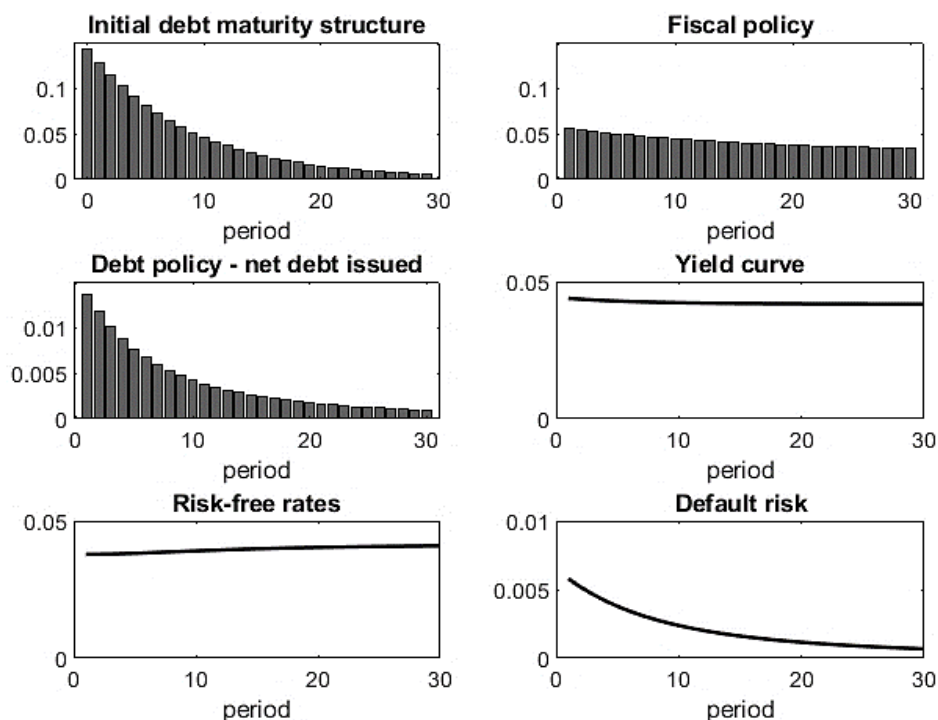 Initial debt maturity structure
0.1
0.05
0
0 10 20 30
period
Fiscal policy
0.1
0.05
0
0 10 20 30
period
Debt policy - net debt issued
0.01
0.005
0
0 10 20 30
period
Yield curve
0.05
0
0 10 20 30
period
Risk-free rates
0.05
0
0 10 20 30
period
Default risk
0.01
0.005
0
0 10 20 30
period